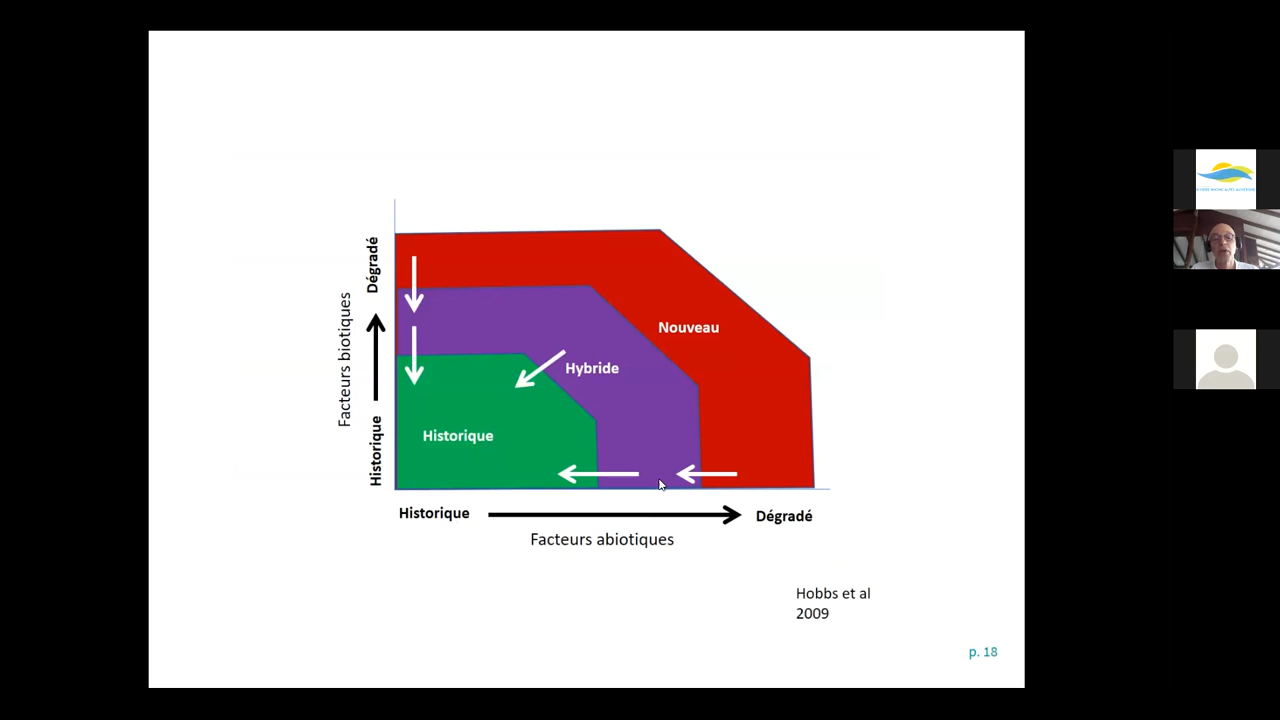 Facteurs biotiques
Dégradé
Historique
Nouveau
Hybride
Historique
Historique
Dégradé
Facteurs abiotiques
Hobbs et al
2009
p. 18